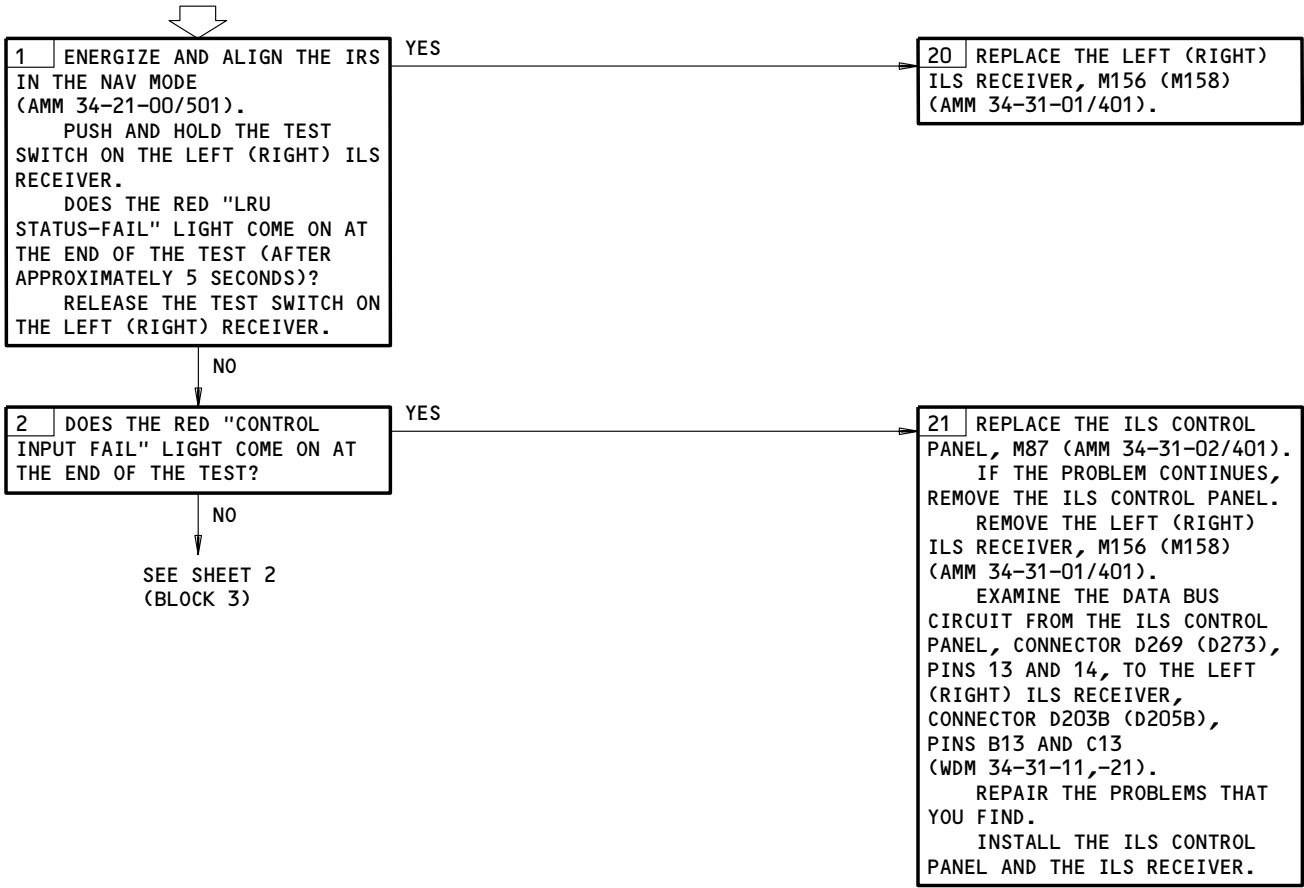 1 ENERGIZE AND ALIGN THE IRS
IN THE NAV MODE
(AMM 34-21-00/501).
PUSH AND HOLD THE TEST
SWITCH ON THE LEFT (RIGHT) ILS
RECEIVER.
DOES THE RED "LRU
STATUS-FAIL" LIGHT COME ON AT
THE END OF THE TEST (AFTER
APPROXIMATELY 5 SECONDS)?
RELEASE THE TEST SWITCH ON
THE LEFT (RIGHT) RECEIVER.
YES
20 REPLACE THE LEFT (RIGHT)
ILS RECEIVER, M156 (M158)
(AMM 34-31-01/401).
NO
2 DOES THE RED "CONTROL
INPUT FAIL" LIGHT COME ON AT
THE END OF THE TEST?
YES
21 REPLACE THE ILS CONTROL
PANEL, M87 (AMM 34-31-02/401).
IF THE PROBLEM CONTINUES,
REMOVE THE ILS CONTROL PANEL.
REMOVE THE LEFT (RIGHT)
ILS RECEIVER, M156 (M158)
(AMM 34-31-01/401).
EXAMINE THE DATA BUS
CIRCUIT FROM THE ILS CONTROL
PANEL, CONNECTOR D269 (D273),
PINS 13 AND 14, TO THE LEFT
(RIGHT) ILS RECEIVER,
CONNECTOR D203B (D205B),
PINS B13 AND C13
(WDM 34-31-11,-21).
REPAIR THE PROBLEMS THAT
YOU FIND.
INSTALL THE ILS CONTROL
PANEL AND THE ILS RECEIVER.
NO
SEE SHEET 2
(BLOCK 3)